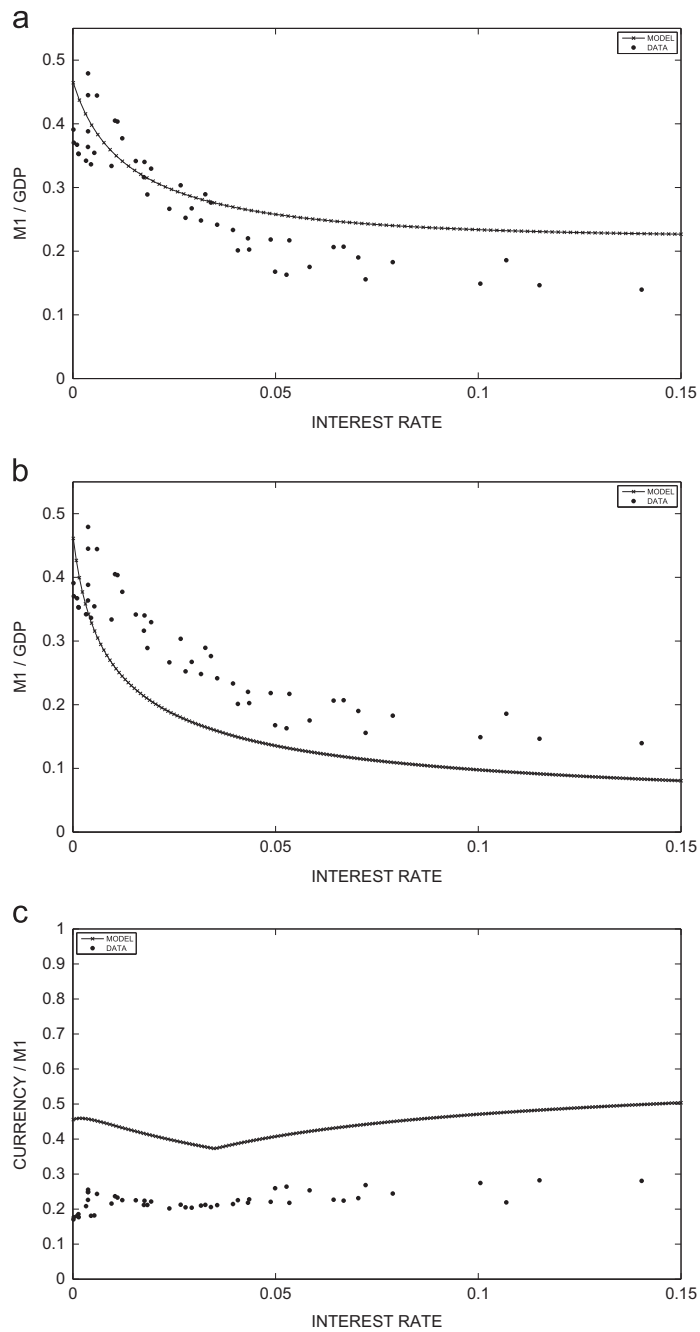 a
MODEL
DATA
0.5
0.4
0.3
0.2
0.1
0
M1 / GDP
0
0.05
0.1
0.15
INTEREST RATE
b
MODEL
DATA
0.5
0.4
0.3
0.2
0.1
0
M1 / GDP
0
0.05
0.1
0.15
INTEREST RATE
c
MODEL
DATA
1
0.9
0.8
0.7
0.6
0.5
0.4
0.3
0.2
0.1
0
CURRENCY / M1
0
0.05
0.1
0.15
INTEREST RATE